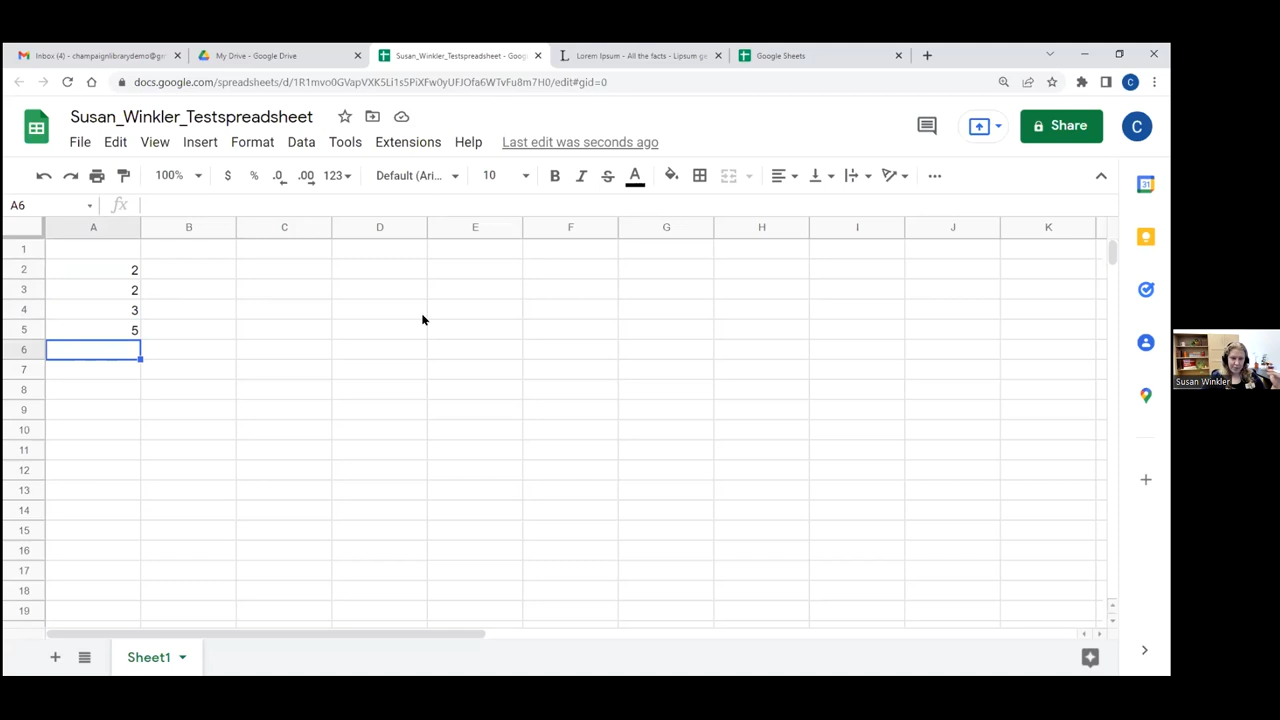 Inbox (4) - champaignlibrarydemo@gm
My Drive - Google Drive
Susan_Winkler_Testspreadsheet - Goog
Lorem Ipsum - All the facts - Lipsum ge
Google Sheets
docs.google.com/spreadsheets/d/1R1mvo0GVapVXK5Li1s5PiXFw0yUFJOfa6WTvFu8m7H0/edit#gid=0
C
Susan_Winkler_Testspreadsheet
Share
C
File Edit View Insert Format Data Tools Extensions Help Last edit was seconds ago
100% $ % .0 .00 123 Default (Ari... 10 B I S A
31
A6 fx
A B C D E F G H I J K
1
2 2
3 2
4 3
5 5
6
7
8
9
10
11
12
13
14
15
16
17
18
19
Sheet1
Susan Winkler